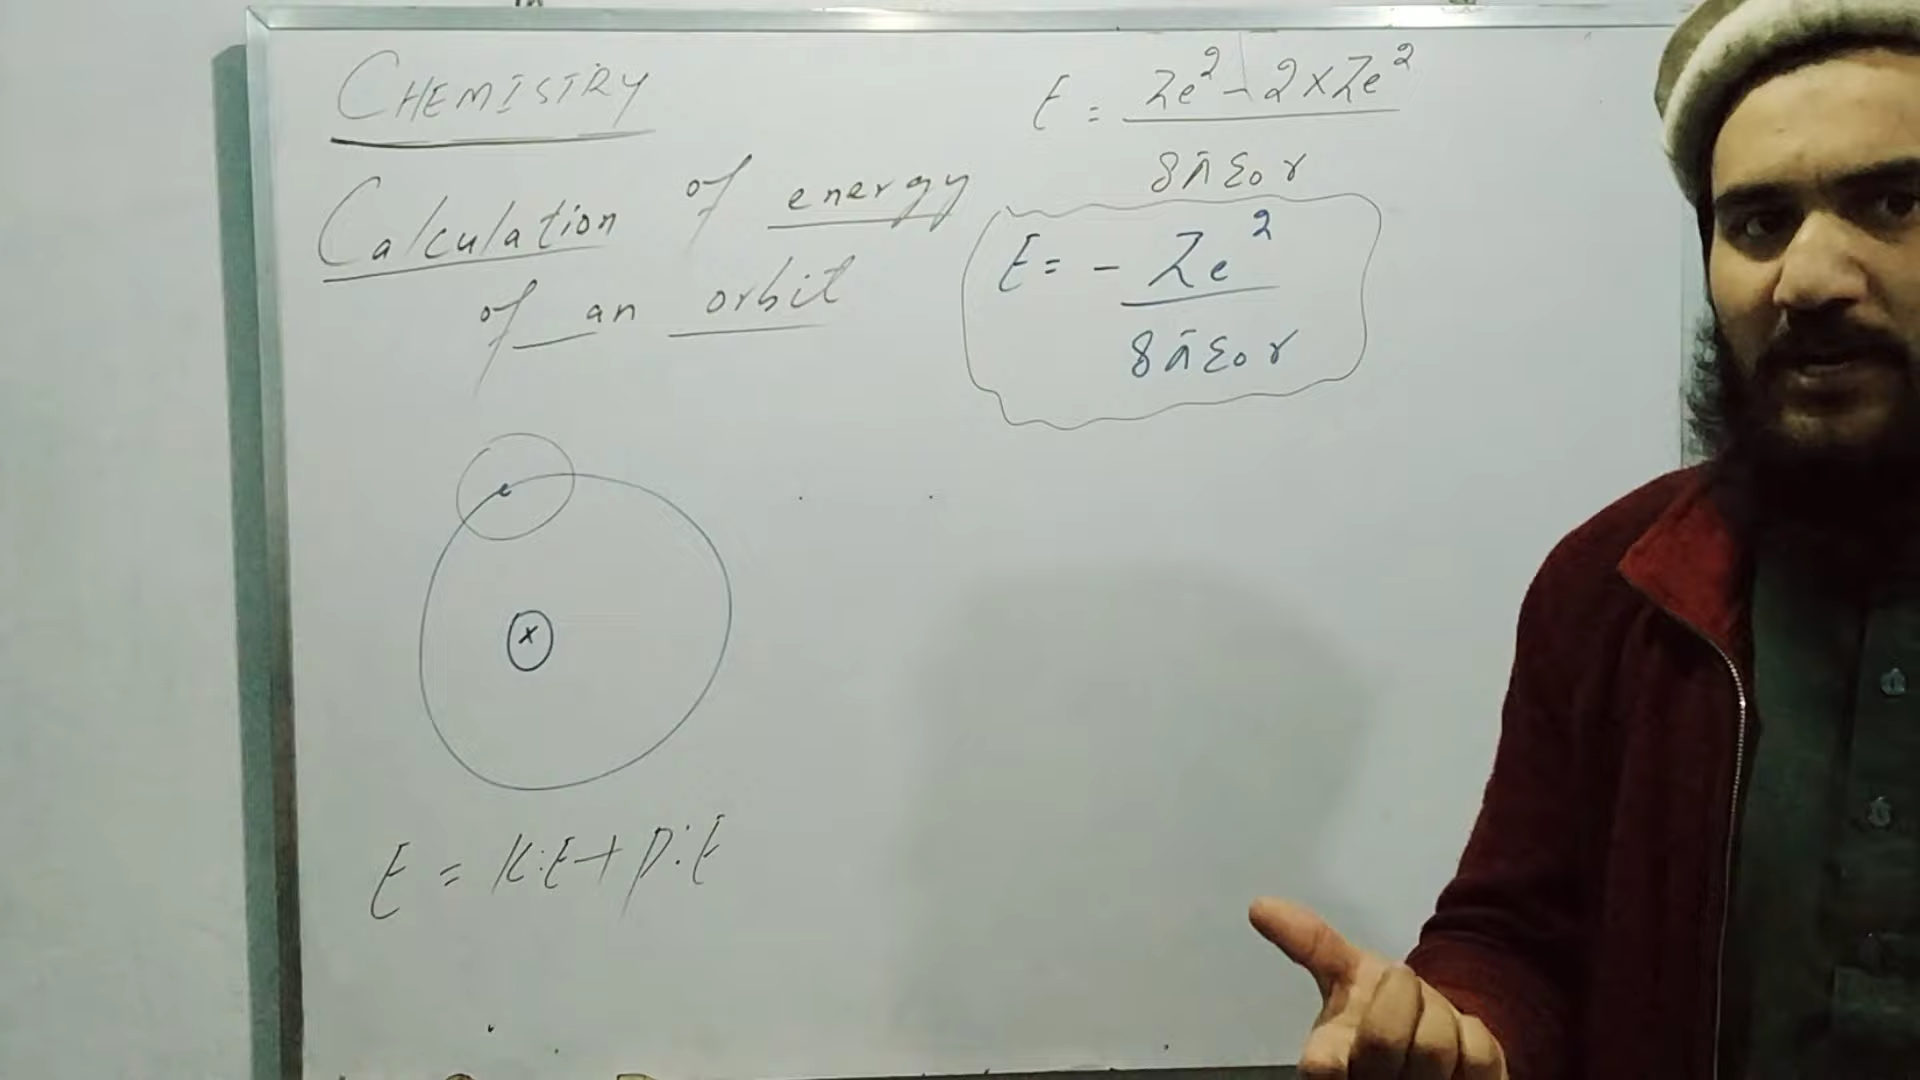 CHEMISTRY
Calculation of energy
of an orbit
e
x
E = K.E + P.E
E = Ze² - 2 x Ze²
8πε₀r
E = - Ze²
8πε₀r